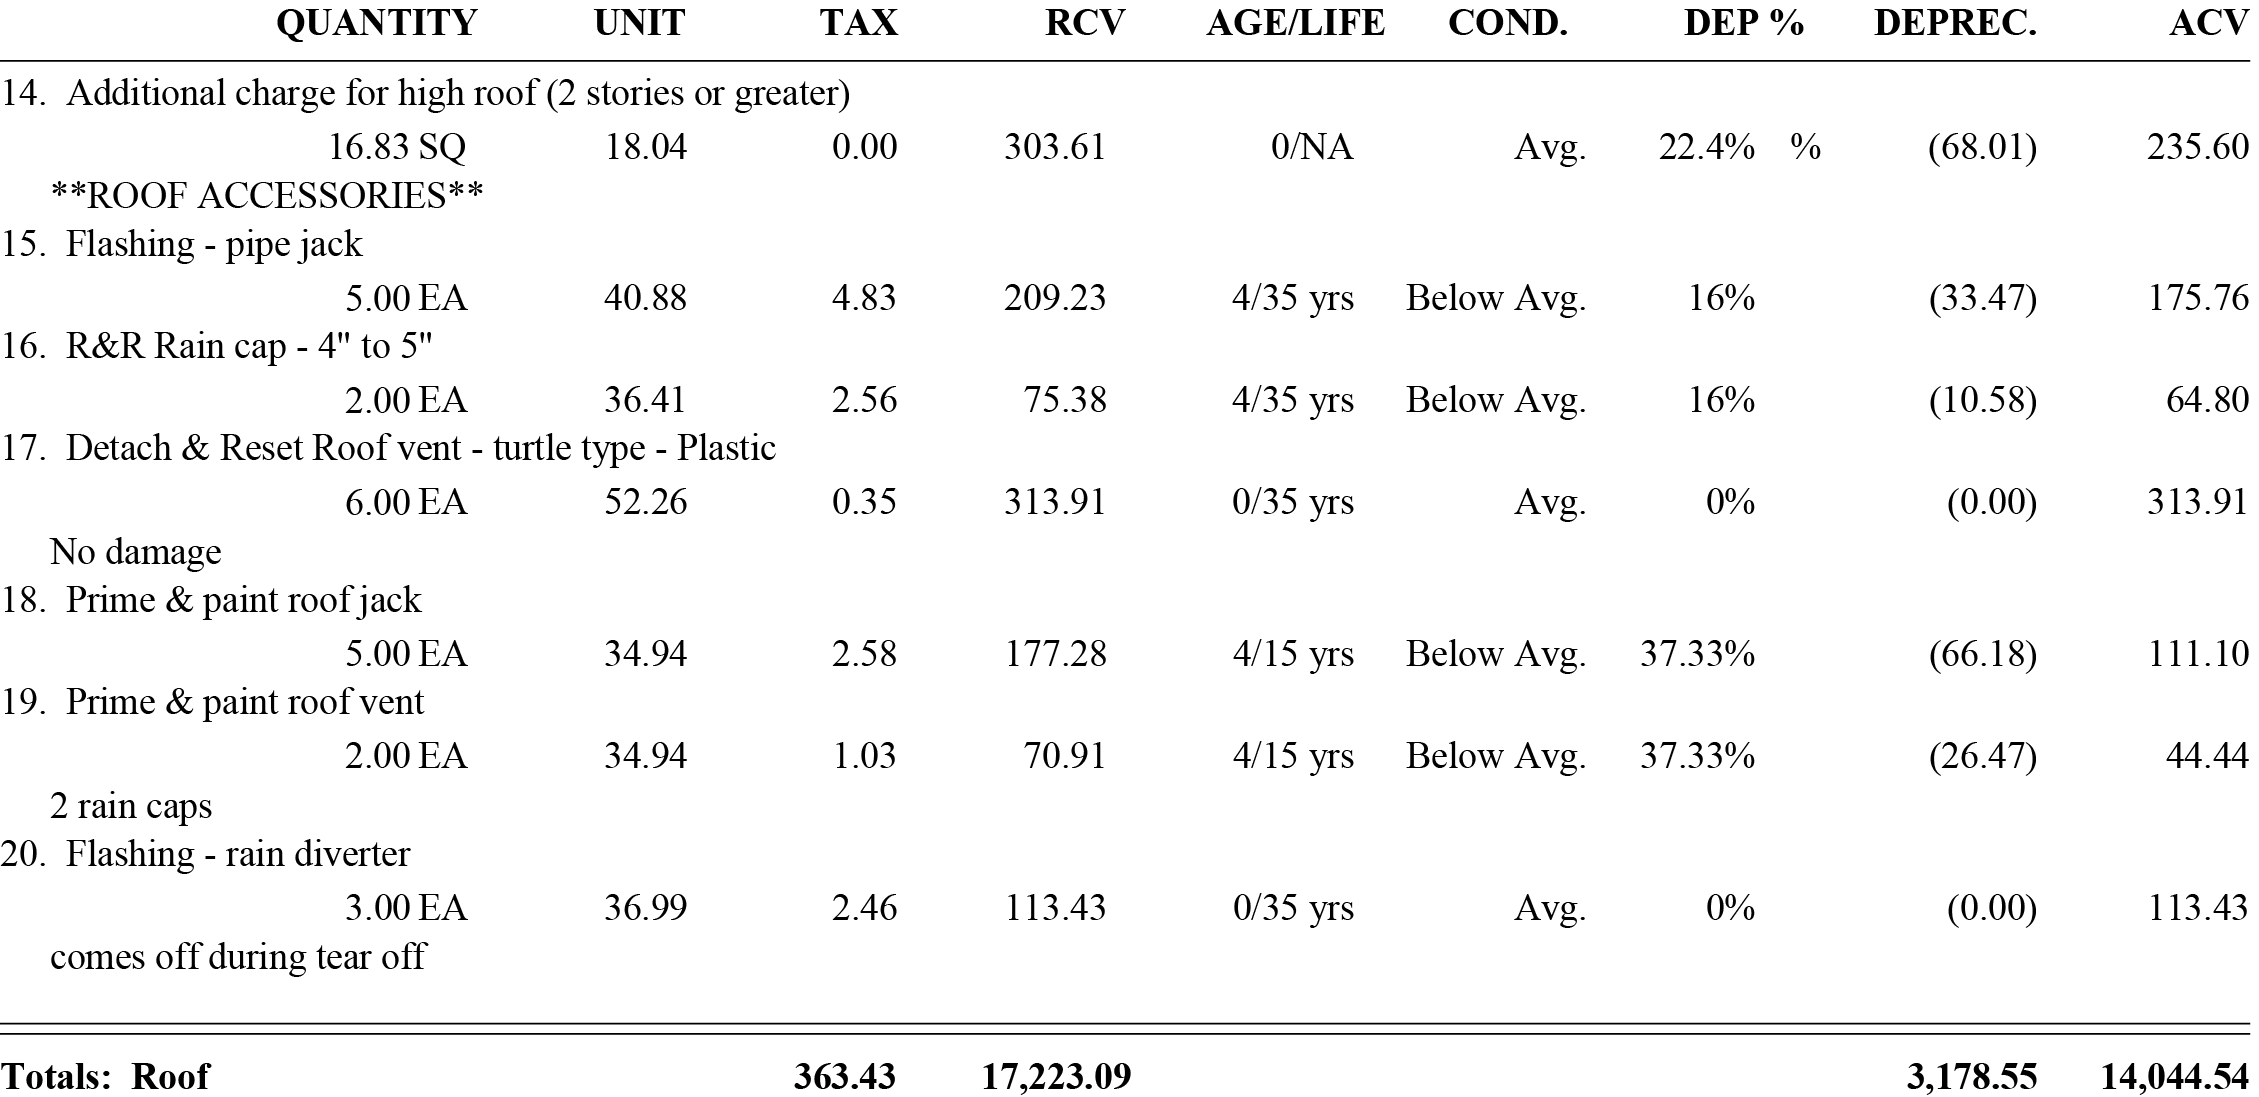 QUANTITY UNIT TAX RCV AGE/LIFE COND. DEP % DEPREC. ACV
14. Additional charge for high roof (2 stories or greater)
16.83 SQ 18.04 0.00 303.61 0/NA Avg. 22.4% % (68.01) 235.60
**ROOF ACCESSORIES**
15. Flashing - pipe jack
5.00 EA 40.88 4.83 209.23 4/35 yrs Below Avg. 16% (33.47) 175.76
16. R&R Rain cap - 4" to 5"
2.00 EA 36.41 2.56 75.38 4/35 yrs Below Avg. 16% (10.58) 64.80
17. Detach & Reset Roof vent - turtle type - Plastic
6.00 EA 52.26 0.35 313.91 0/35 yrs Avg. 0% (0.00) 313.91
No damage
18. Prime & paint roof jack
5.00 EA 34.94 2.58 177.28 4/15 yrs Below Avg. 37.33% (66.18) 111.10
19. Prime & paint roof vent
2.00 EA 34.94 1.03 70.91 4/15 yrs Below Avg. 37.33% (26.47) 44.44
2 rain caps
20. Flashing - rain diverter
3.00 EA 36.99 2.46 113.43 0/35 yrs Avg. 0% (0.00) 113.43
comes off during tear off
Totals: Roof 363.43 17,223.09 3,178.55 14,044.54